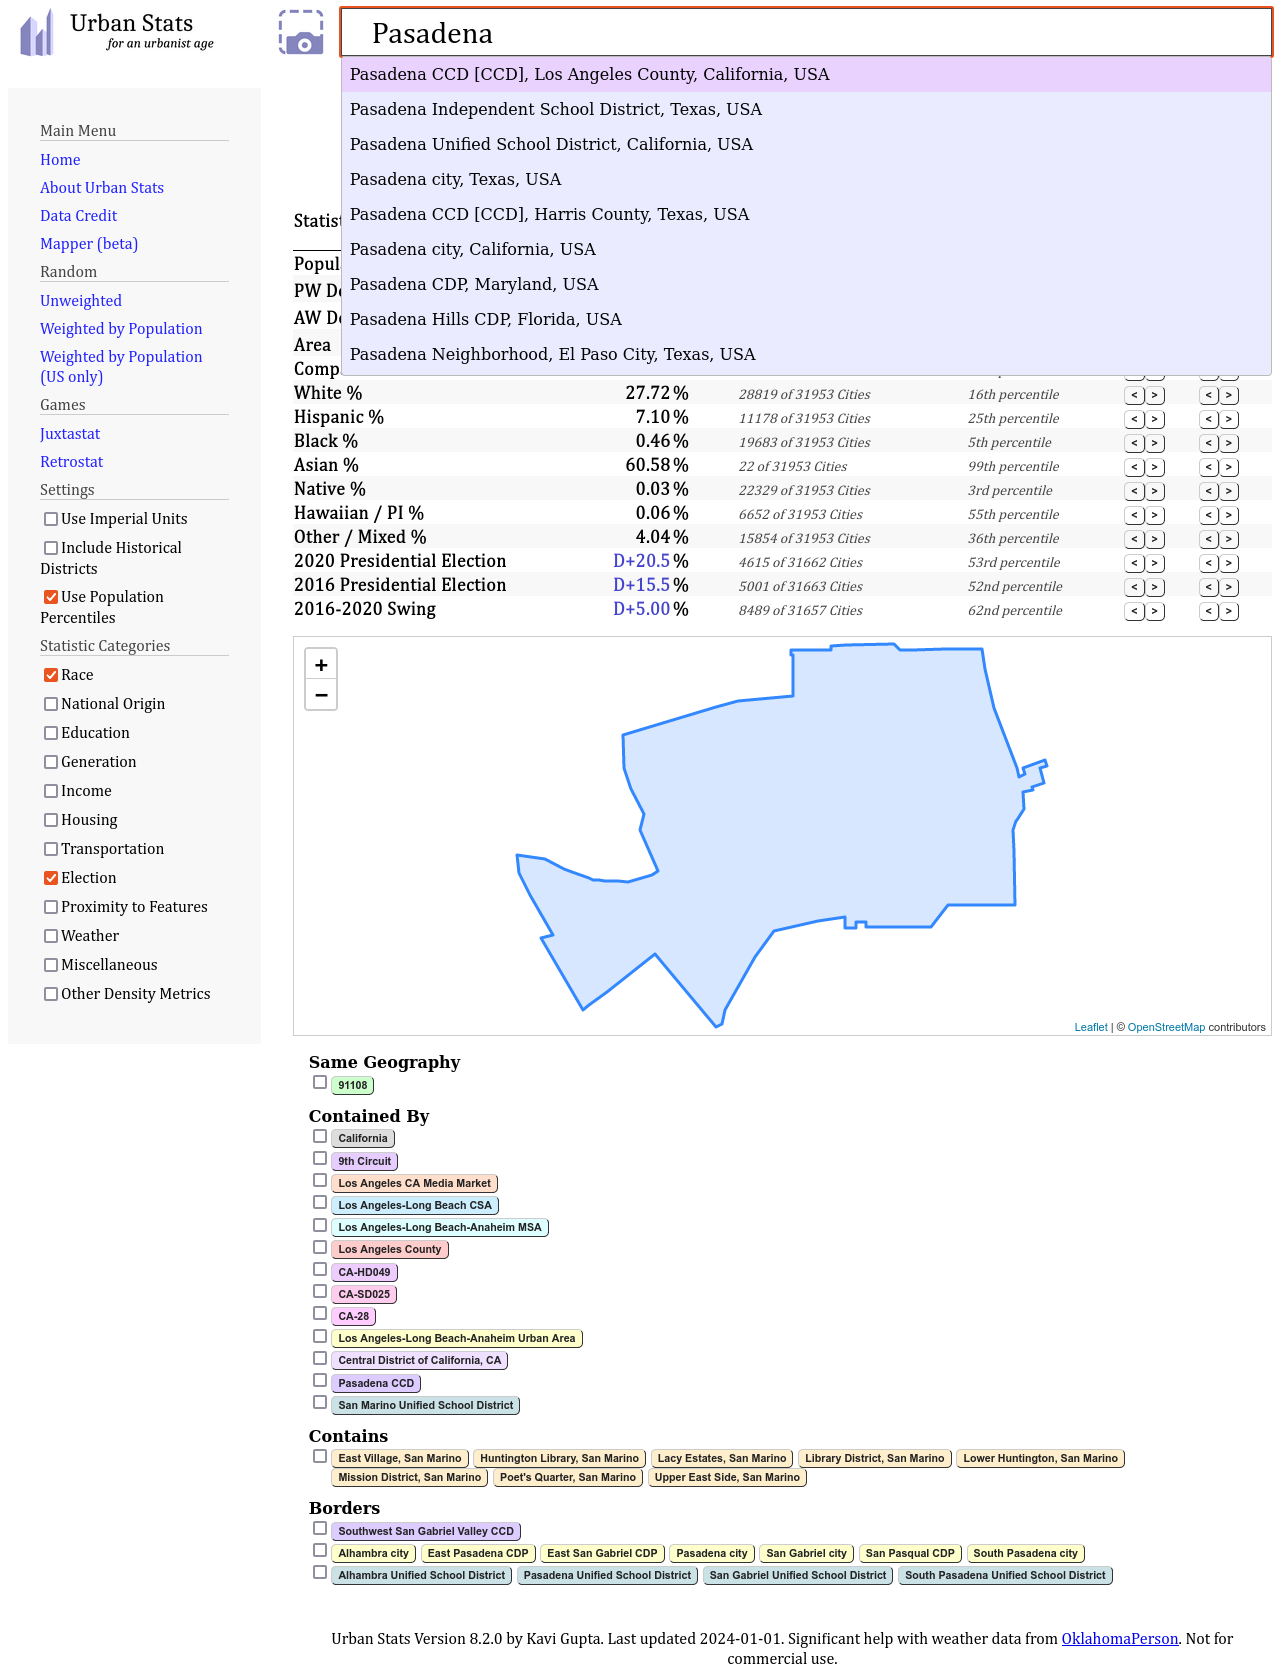 Urban Stats
for an urbanist age
Pasadena
Pasadena CCD [CCD], Los Angeles County, California, USA
Pasadena Independent School District, Texas, USA
Pasadena Unified School District, California, USA
Pasadena city, Texas, USA
Pasadena CCD [CCD], Harris County, Texas, USA
Pasadena city, California, USA
Pasadena CDP, Maryland, USA
Pasadena Hills CDP, Florida, USA
Pasadena Neighborhood, El Paso City, Texas, USA
Main Menu
Home
About Urban Stats
Data Credit
Mapper (beta)
Random
Unweighted
Weighted by Population
Weighted by Population
(US only)
Games
Juxtastat
Retrostat
Settings
Use Imperial Units
Include Historical
Districts
Use Population
Percentiles
Statistic Categories
Race
National Origin
Education
Generation
Income
Housing
Transportation
Election
Proximity to Features
Weather
Miscellaneous
Other Density Metrics
Area
White % 27.72 % 28819 of 31953 Cities 16th percentile < > < >
Hispanic % 7.10 % 11178 of 31953 Cities 25th percentile < > < >
Black % 0.46 % 19683 of 31953 Cities 5th percentile < > < >
Asian % 60.58 % 22 of 31953 Cities 99th percentile < > < >
Native % 0.03 % 22329 of 31953 Cities 3rd percentile < > < >
Hawaiian / PI % 0.06 % 6652 of 31953 Cities 55th percentile < > < >
Other / Mixed % 4.04 % 15854 of 31953 Cities 36th percentile < > < >
2020 Presidential Election D+20.5 % 4615 of 31662 Cities 53rd percentile < > < >
2016 Presidential Election D+15.5 % 5001 of 31663 Cities 52nd percentile < > < >
2016-2020 Swing D+5.00 % 8489 of 31657 Cities 62nd percentile < > < >
+
−
Leaflet | © OpenStreetMap contributors
Same Geography
91108
Contained By
California
9th Circuit
Los Angeles CA Media Market
Los Angeles-Long Beach CSA
Los Angeles-Long Beach-Anaheim MSA
Los Angeles County
CA-HD049
CA-SD025
CA-28
Los Angeles-Long Beach-Anaheim Urban Area
Central District of California, CA
Pasadena CCD
San Marino Unified School District
Contains
East Village, San Marino Huntington Library, San Marino Lacy Estates, San Marino Library District, San Marino Lower Huntington, San Marino
Mission District, San Marino Poet's Quarter, San Marino Upper East Side, San Marino
Borders
Southwest San Gabriel Valley CCD
Alhambra city East Pasadena CDP East San Gabriel CDP Pasadena city San Gabriel city San Pasqual CDP South Pasadena city
Alhambra Unified School District Pasadena Unified School District San Gabriel Unified School District South Pasadena Unified School District
Urban Stats Version 8.2.0 by Kavi Gupta. Last updated 2024-01-01. Significant help with weather data from OklahomaPerson. Not for
commercial use.